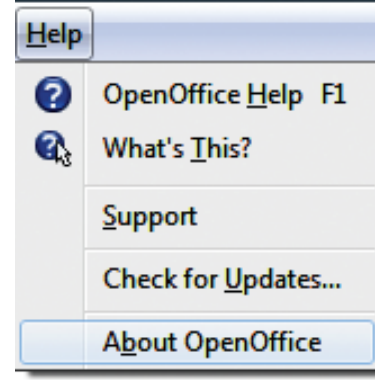 Help
OpenOffice Help F1
What's This?
Support
Check for Updates...
About OpenOffice